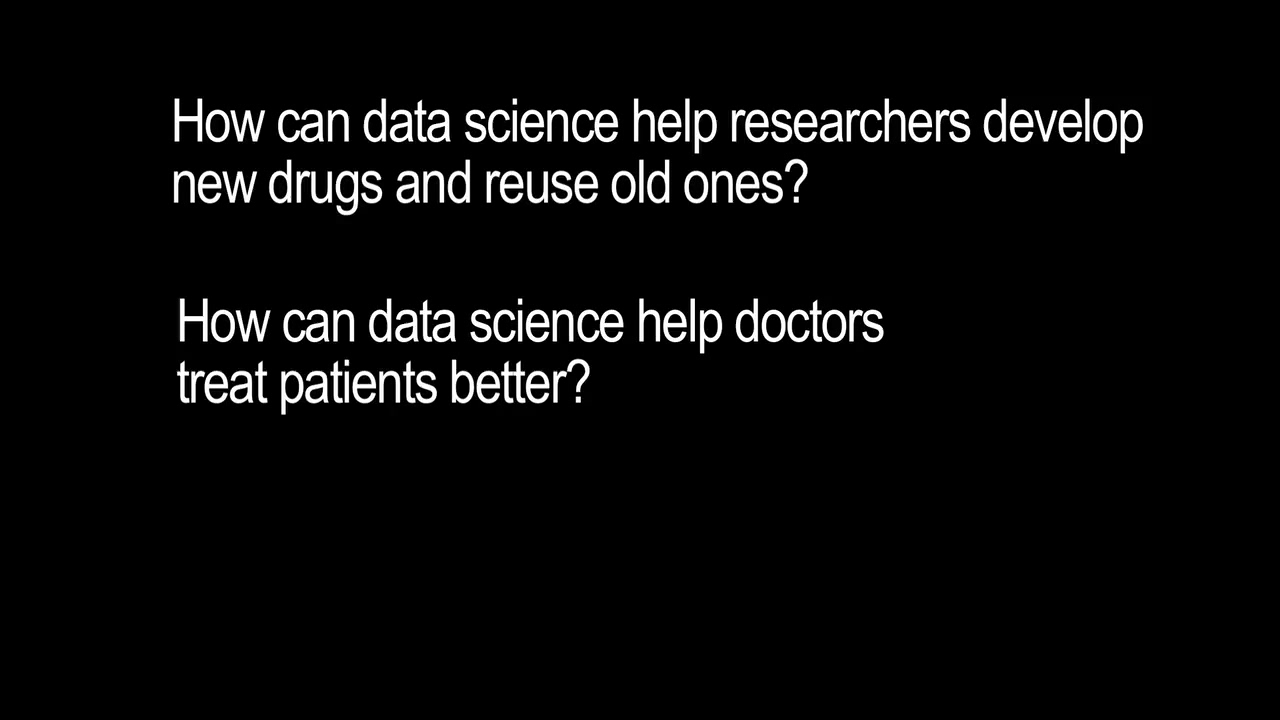 How can data science help researchers develop
new drugs and reuse old ones?
How can data science help doctors
treat patients better?